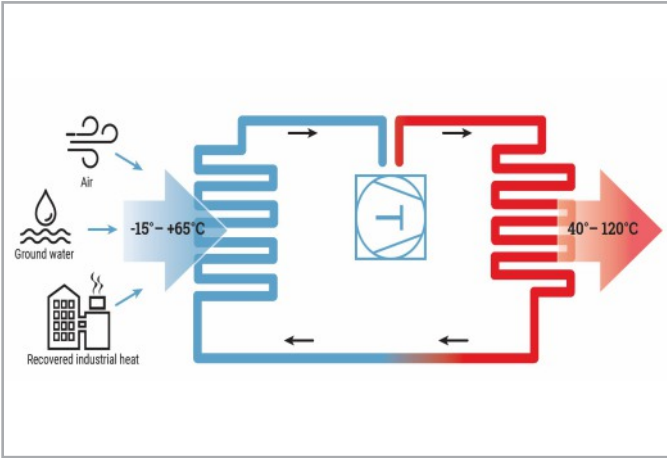 Air
-15°– +65°C
40°– 120°C
Ground water
Recovered industrial heat